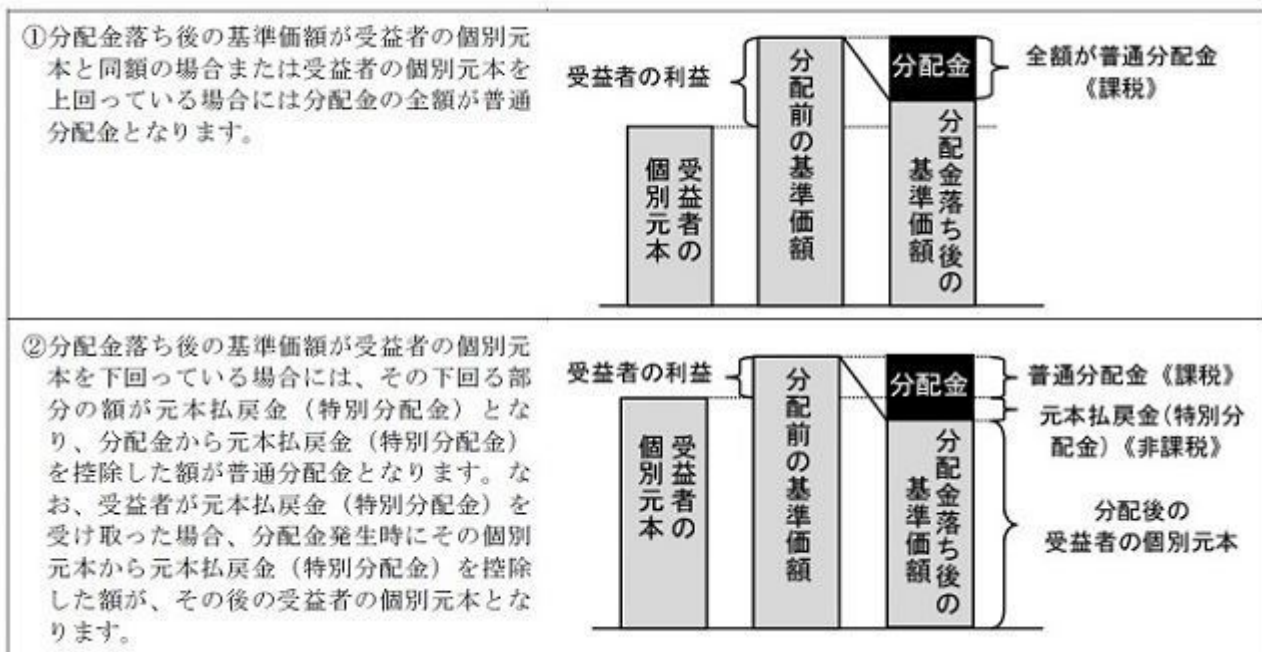 ①分配金落ち後の基準価額が受益者の個別元
本と同額の場合または受益者の個別元本を
上回っている場合には分配金の全額が普通
分配金となります。
受益者の利益
受益者の
個別元本
分配前の基準価額
分配金
分配金落ち後の
基準価額
全額が普通分配金
《課税》
②分配金落ち後の基準価額が受益者の個別元
本を下回っている場合には、その下回る部
分の額が元本払戻金（特別分配金）とな
り、分配金から元本払戻金（特別分配金）
を控除した額が普通分配金となります。な
お、受益者が元本払戻金（特別分配金）を
受け取った場合、分配金発生時にその個別
元本から元本払戻金（特別分配金）を控除
した額が、その後の受益者の個別元本とな
ります。
受益者の利益
受益者の
個別元本
分配前の基準価額
分配金
分配金落ち後の
基準価額
普通分配金《課税》
元本払戻金(特別分
配金)《非課税》
分配後の
受益者の個別元本